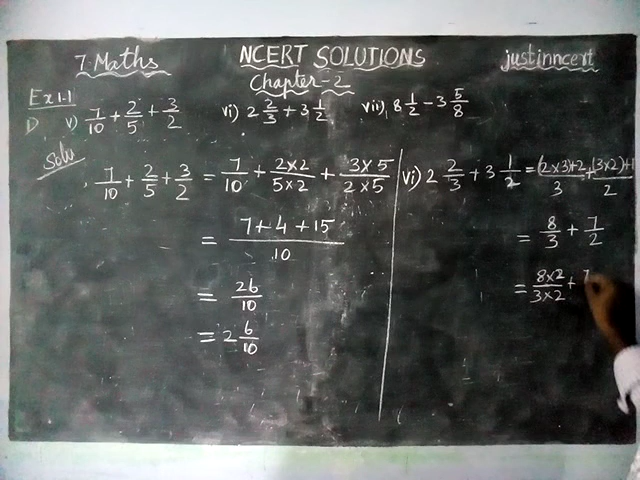 7 Maths NCERT SOLUTIONS justinncert
Chapter-2
Ex 1.1
v) 7/10 + 2/5 + 3/2 vi) 2 2/3 + 3 1/2 vii) 8 1/2 - 3 5/8
Solu
7/10 + 2/5 + 3/2 = 7/10 + 2×2/5×2 + 3×5/2×5
= 7+4+15/10
= 26/10
= 2 6/10
vi) 2 2/3 + 3 1/2 = (2×3)+2/3 + (3×2)+1/2
= 8/3 + 7/2
= 8×2/3×2 + 7